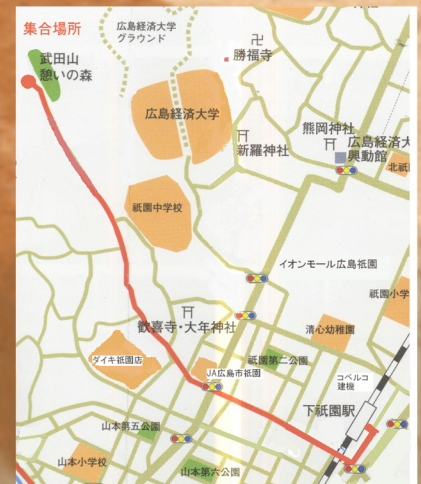 集合場所
武田山
憩いの森
広島経済大学
グラウンド
卍
勝福寺
広島経済大学
新羅神社
熊岡神社
広島経済大
興動館
祇園中学校
イオンモール広島祇園
歓喜寺・大年神社
清心幼稚園
祇園小学
ダイキ祇園店
JA広島市祇園
祇園第二公園
コベルコ
建機
下祇園駅
山本第五公園
山本小学校
山本第六公園